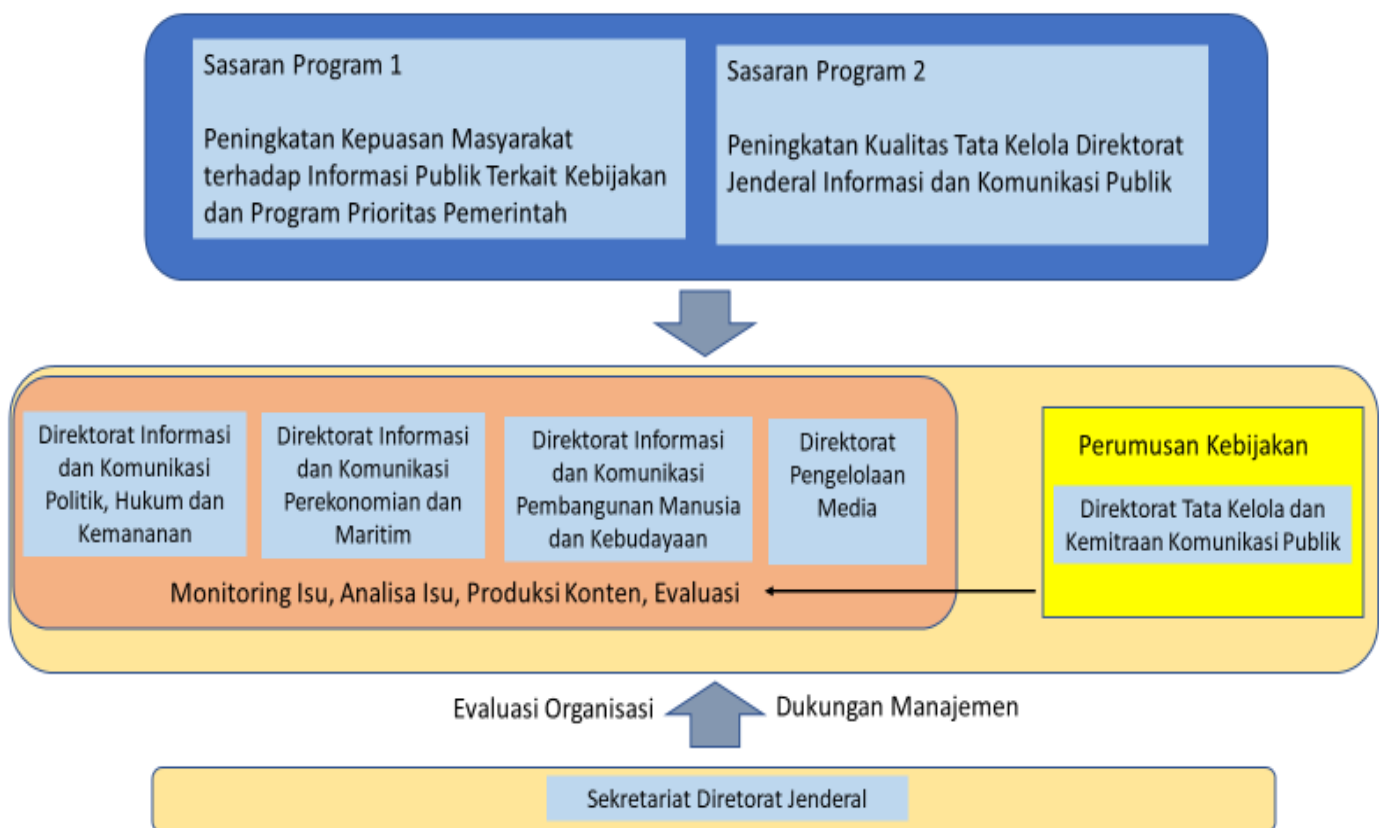 Sasaran Program 1
Peningkatan Kepuasan Masyarakat
terhadap Informasi Publik Terkait Kebijakan
dan Program Prioritas Pemerintah
Sasaran Program 2
Peningkatan Kualitas Tata Kelola Direktorat
Jenderal Informasi dan Komunikasi Publik
Direktorat Informasi
dan Komunikasi
Politik, Hukum dan
Kemananan
Direktorat Informasi
dan Komunikasi
Perekonomian dan
Maritim
Direktorat Informasi
dan Komunikasi
Pembangunan Manusia
dan Kebudayaan
Direktorat
Pengelolaan
Media
Monitoring Isu, Analisa Isu, Produksi Konten, Evaluasi
Perumusan Kebijakan
Direktorat Tata Kelola dan
Kemitraan Komunikasi Publik
Evaluasi Organisasi
Dukungan Manajemen
Sekretariat Diretorat Jenderal